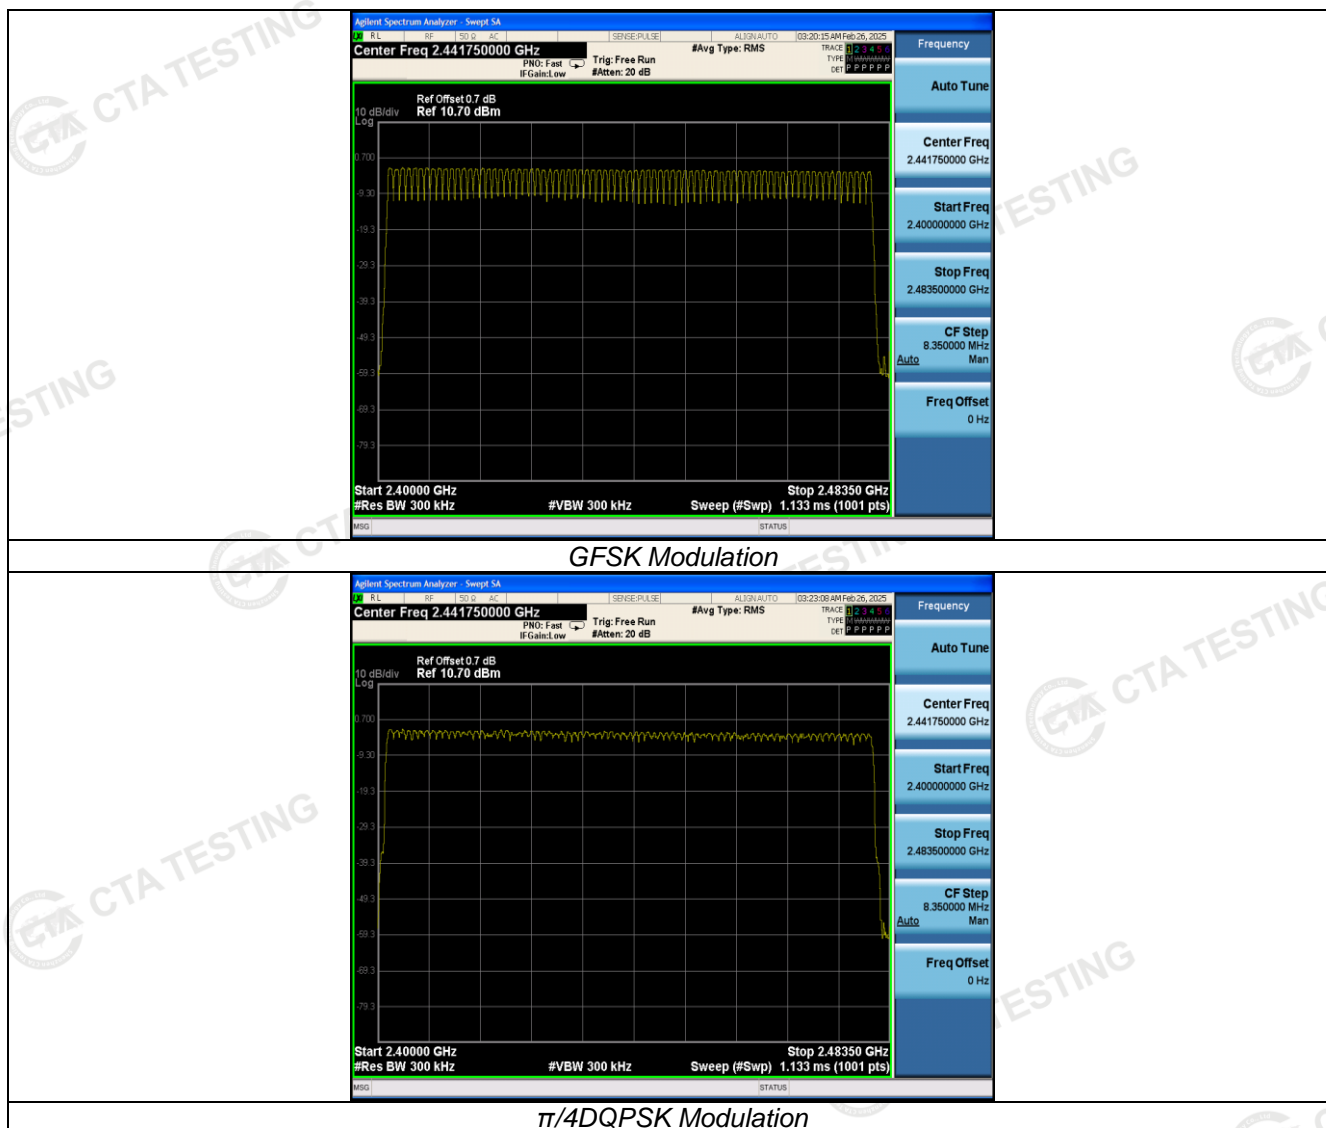 CTA TESTING
Agilent Spectrum Analyzer - Swept SA
RL RF 50 Ω AC SENSE:PULSE ALIGN AUTO 03:20:15 AM Feb 26, 2025
Center Freq 2.441750000 GHz #Avg Type: RMS TRACE 1 2 3 4 5 6
PNO: Fast Trig: Free Run TYPE M WWWWW
IFGain:Low #Atten: 20 dB DET P P P P P P
Ref Offset 0.7 dB
10 dB/div Ref 10.70 dBm
Log
0.700
-9.30
-19.3
-29.3
-39.3
-49.3
-59.3
-69.3
-79.3
Start 2.40000 GHz Stop 2.48350 GHz
#Res BW 300 kHz #VBW 300 kHz Sweep (#Swp) 1.133 ms (1001 pts)
MSG STATUS
Frequency
Auto Tune
Center Freq
2.441750000 GHz
Start Freq
2.400000000 GHz
Stop Freq
2.483500000 GHz
CF Step
8.350000 MHz
Auto Man
Freq Offset
0 Hz
TESTING
ESTING
CT
C
GFSK Modulation
Agilent Spectrum Analyzer - Swept SA
RL RF 50 Ω AC SENSE:PULSE ALIGN AUTO 03:23:08 AM Feb 26, 2025
Center Freq 2.441750000 GHz #Avg Type: RMS TRACE 1 2 3 4 5 6
PNO: Fast Trig: Free Run TYPE M WWWWW
IFGain:Low #Atten: 20 dB DET P P P P P P
Ref Offset 0.7 dB
10 dB/div Ref 10.70 dBm
Log
0.700
-9.30
-19.3
-29.3
-39.3
-49.3
-59.3
-69.3
-79.3
Start 2.40000 GHz Stop 2.48350 GHz
#Res BW 300 kHz #VBW 300 kHz Sweep (#Swp) 1.133 ms (1001 pts)
MSG STATUS
Frequency
Auto Tune
Center Freq
2.441750000 GHz
Start Freq
2.400000000 GHz
Stop Freq
2.483500000 GHz
CF Step
8.350000 MHz
Auto Man
Freq Offset
0 Hz
CTA TESTING
CTA TESTING
TESTING
π/4DQPSK Modulation